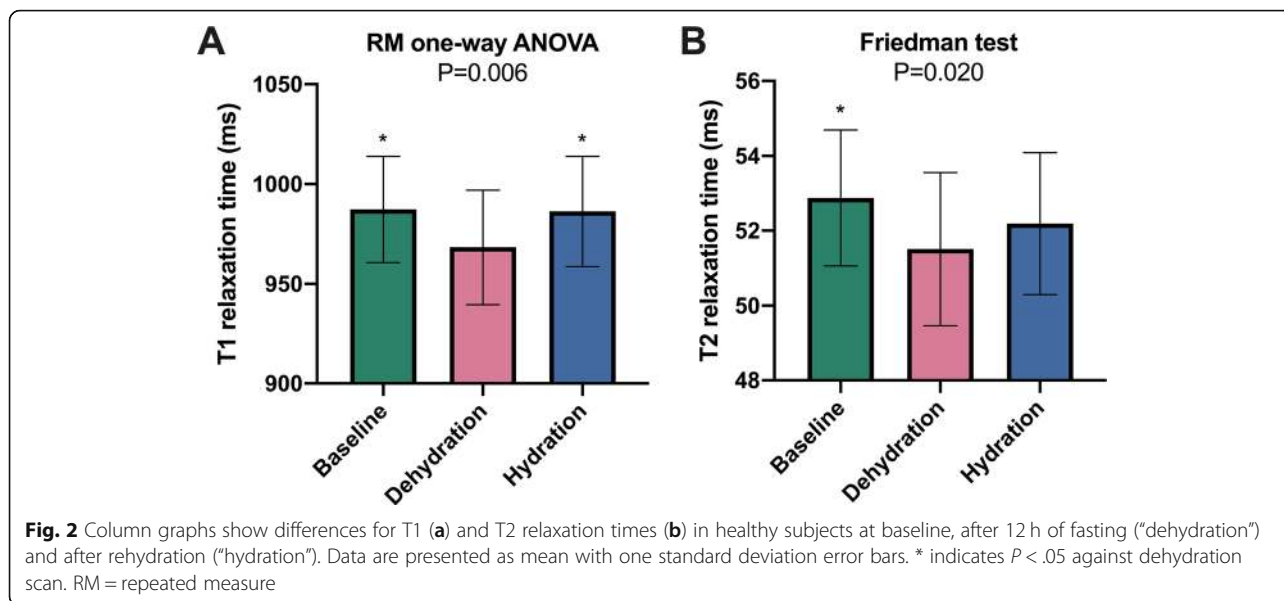 A
RM one-way ANOVA
P=0.006
T1 relaxation time (ms)
1050
1000
950
900
*
*
Baseline
Dehydration
Hydration
B
Friedman test
P=0.020
T2 relaxation time (ms)
56
54
52
50
48
*
Baseline
Dehydration
Hydration
Fig. 2 Column graphs show differences for T1 (a) and T2 relaxation times (b) in healthy subjects at baseline, after 12 h of fasting (“dehydration”)
and after rehydration (“hydration”). Data are presented as mean with one standard deviation error bars. * indicates P < .05 against dehydration
scan. RM = repeated measure